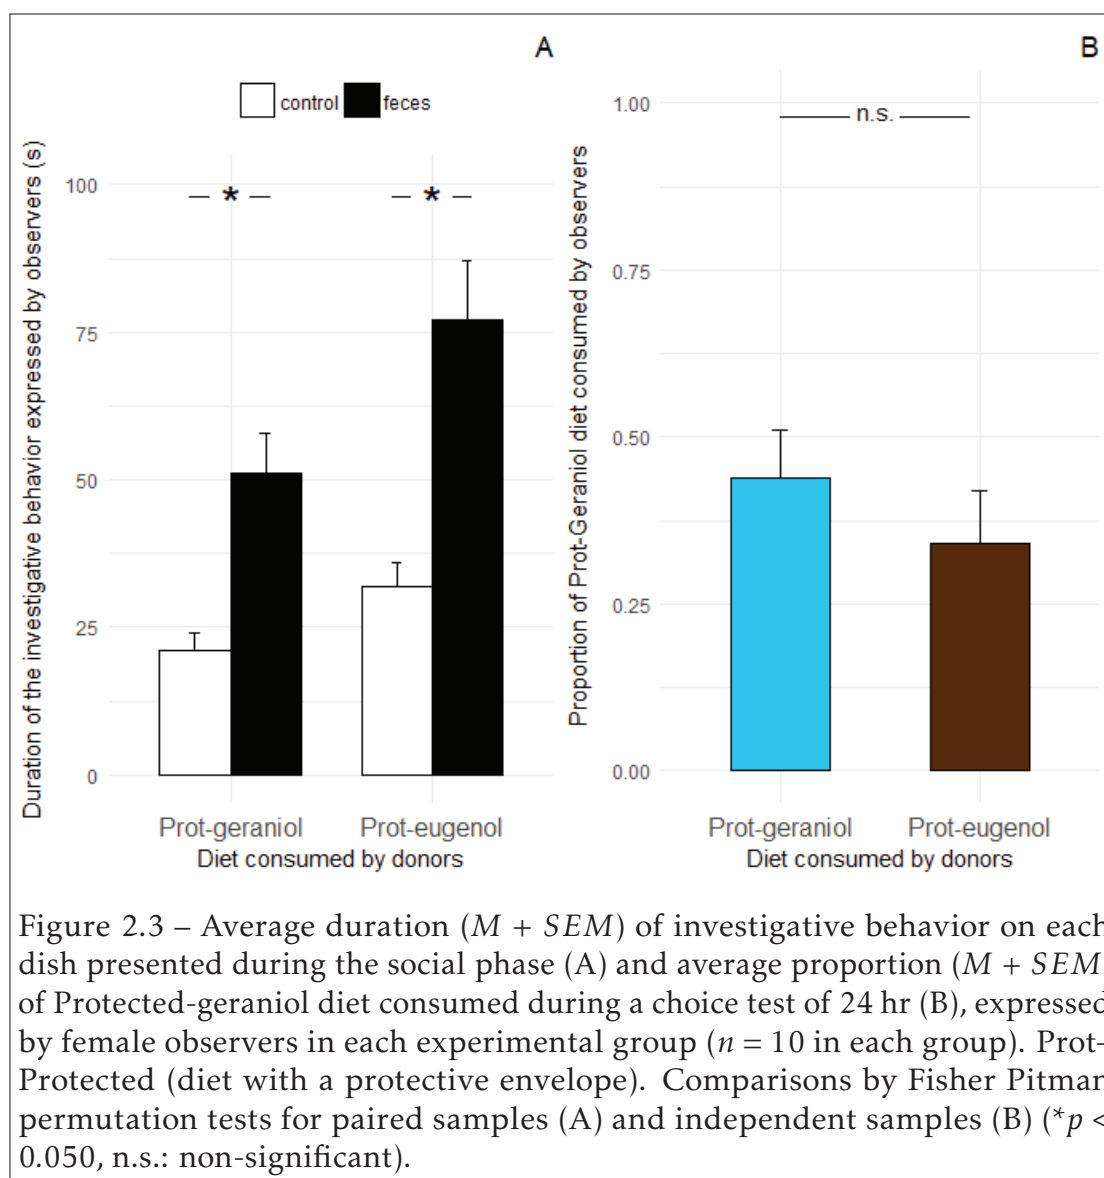 A
control feces
Duration of the investigative behavior expressed by observers (s)
100
75
50
25
0
*
*
Prot-geraniol Prot-eugenol
Diet consumed by donors
B
Proportion of Prot-Geraniol diet consumed by observers
1.00
0.75
0.50
0.25
0.00
n.s.
Prot-geraniol Prot-eugenol
Diet consumed by donors
Figure 2.3 – Average duration (M + SEM) of investigative behavior on each
dish presented during the social phase (A) and average proportion (M + SEM
of Protected-geraniol diet consumed during a choice test of 24 hr (B), expressed
by female observers in each experimental group (n = 10 in each group). Prot-
Protected (diet with a protective envelope). Comparisons by Fisher Pitman
permutation tests for paired samples (A) and independent samples (B) (*p <
0.050, n.s.: non-significant).